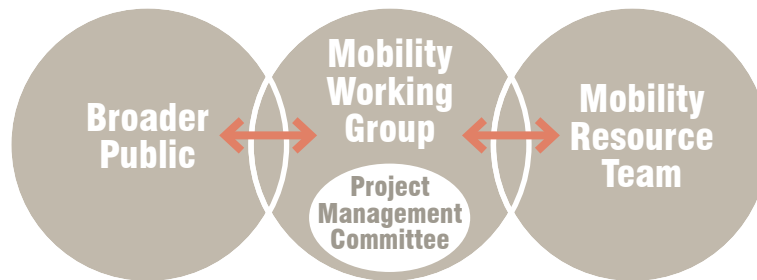 Broader
Public
Mobility
Working
Group
Project
Management
Committee
Mobility
Resource
Team